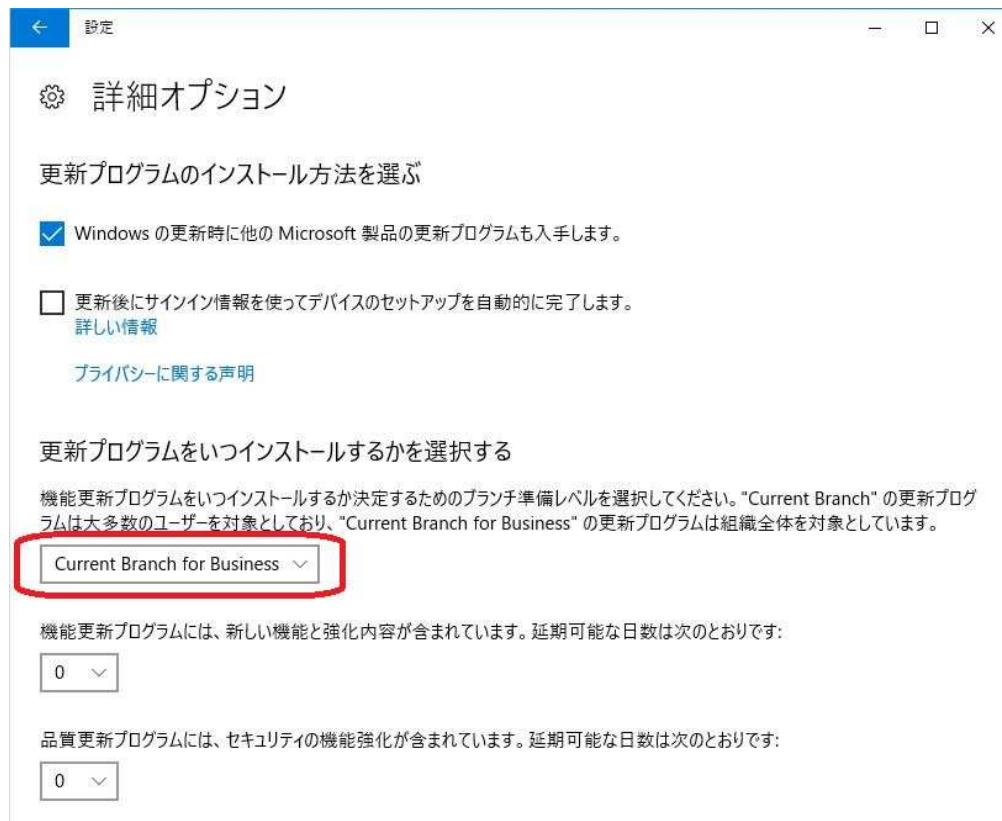 設定
詳細オプション
更新プログラムのインストール方法を選ぶ
Windows の更新時に他の Microsoft 製品の更新プログラムも入手します。
更新後にサインイン情報を使ってデバイスのセットアップを自動的に完了します。
詳しい情報
プライバシーに関する声明
更新プログラムをいつインストールするかを選択する
機能更新プログラムをいつインストールするか決定するためのブランチ準備レベルを選択してください。"Current Branch" の更新プログ
ラムは大多数のユーザーを対象としており、"Current Branch for Business" の更新プログラムは組織全体を対象としています。
Current Branch for Business
機能更新プログラムには、新しい機能と強化内容が含まれています。延期可能な日数は次のとおりです:
0
品質更新プログラムには、セキュリティの機能強化が含まれています。延期可能な日数は次のとおりです:
0